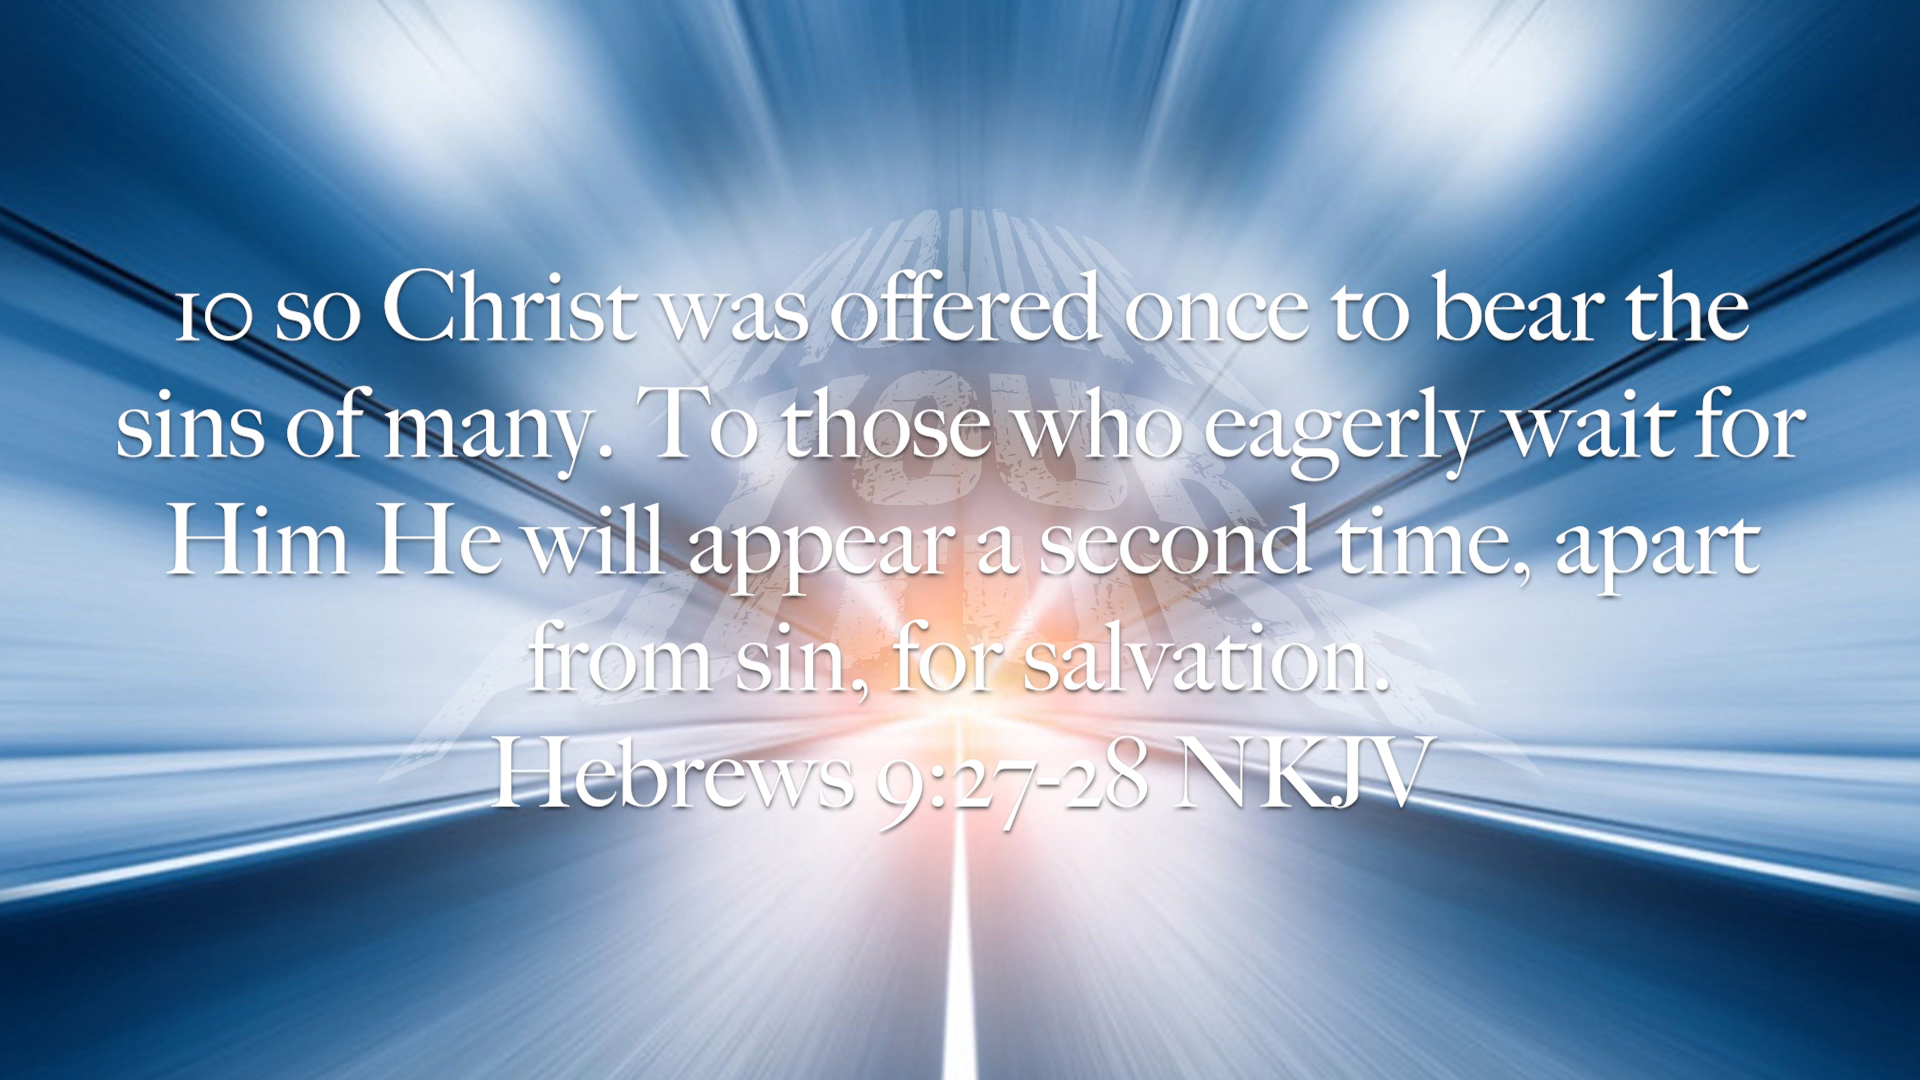 10 so Christ was offered once to bear the
sins of many. To those who eagerly wait for
Him He will appear a second time, apart
from sin, for salvation.
Hebrews 9:27-28 NKJV
YOUR